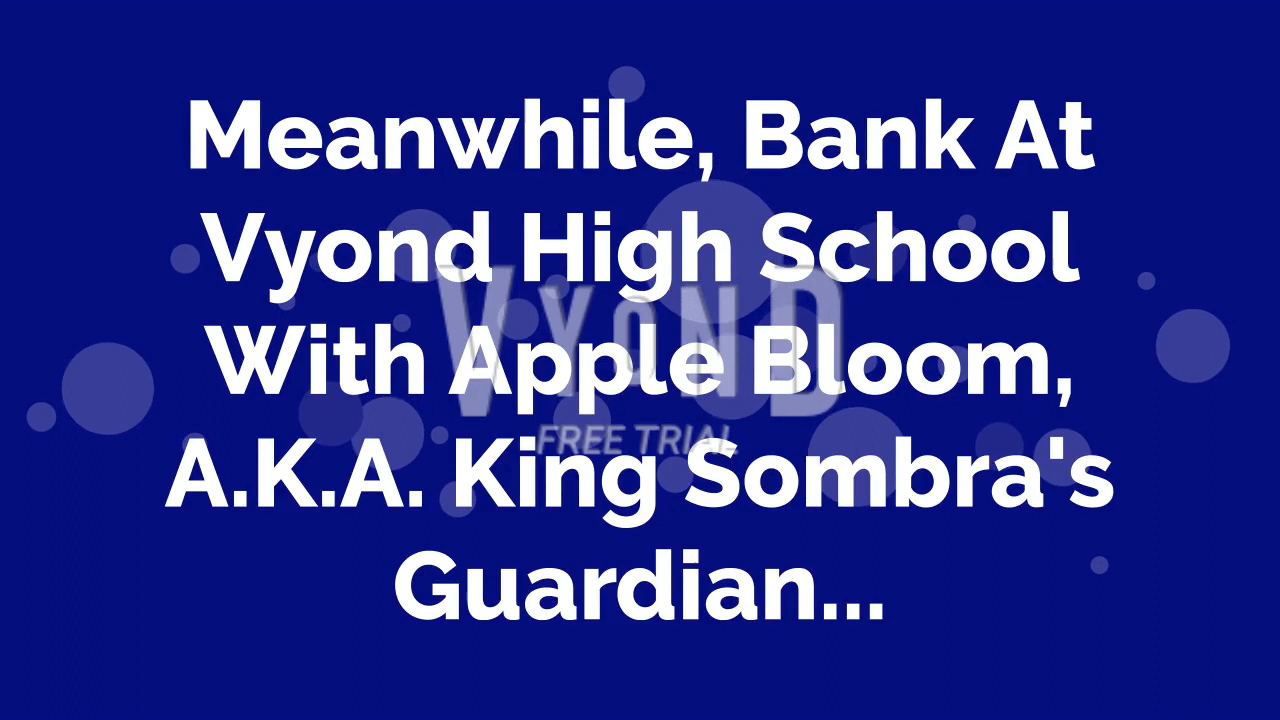 Meanwhile, Bank At
Vyond High School
With Apple Bloom,
A.K.A. King Sombra's
Guardian...
VYOND
FREE TRIAL